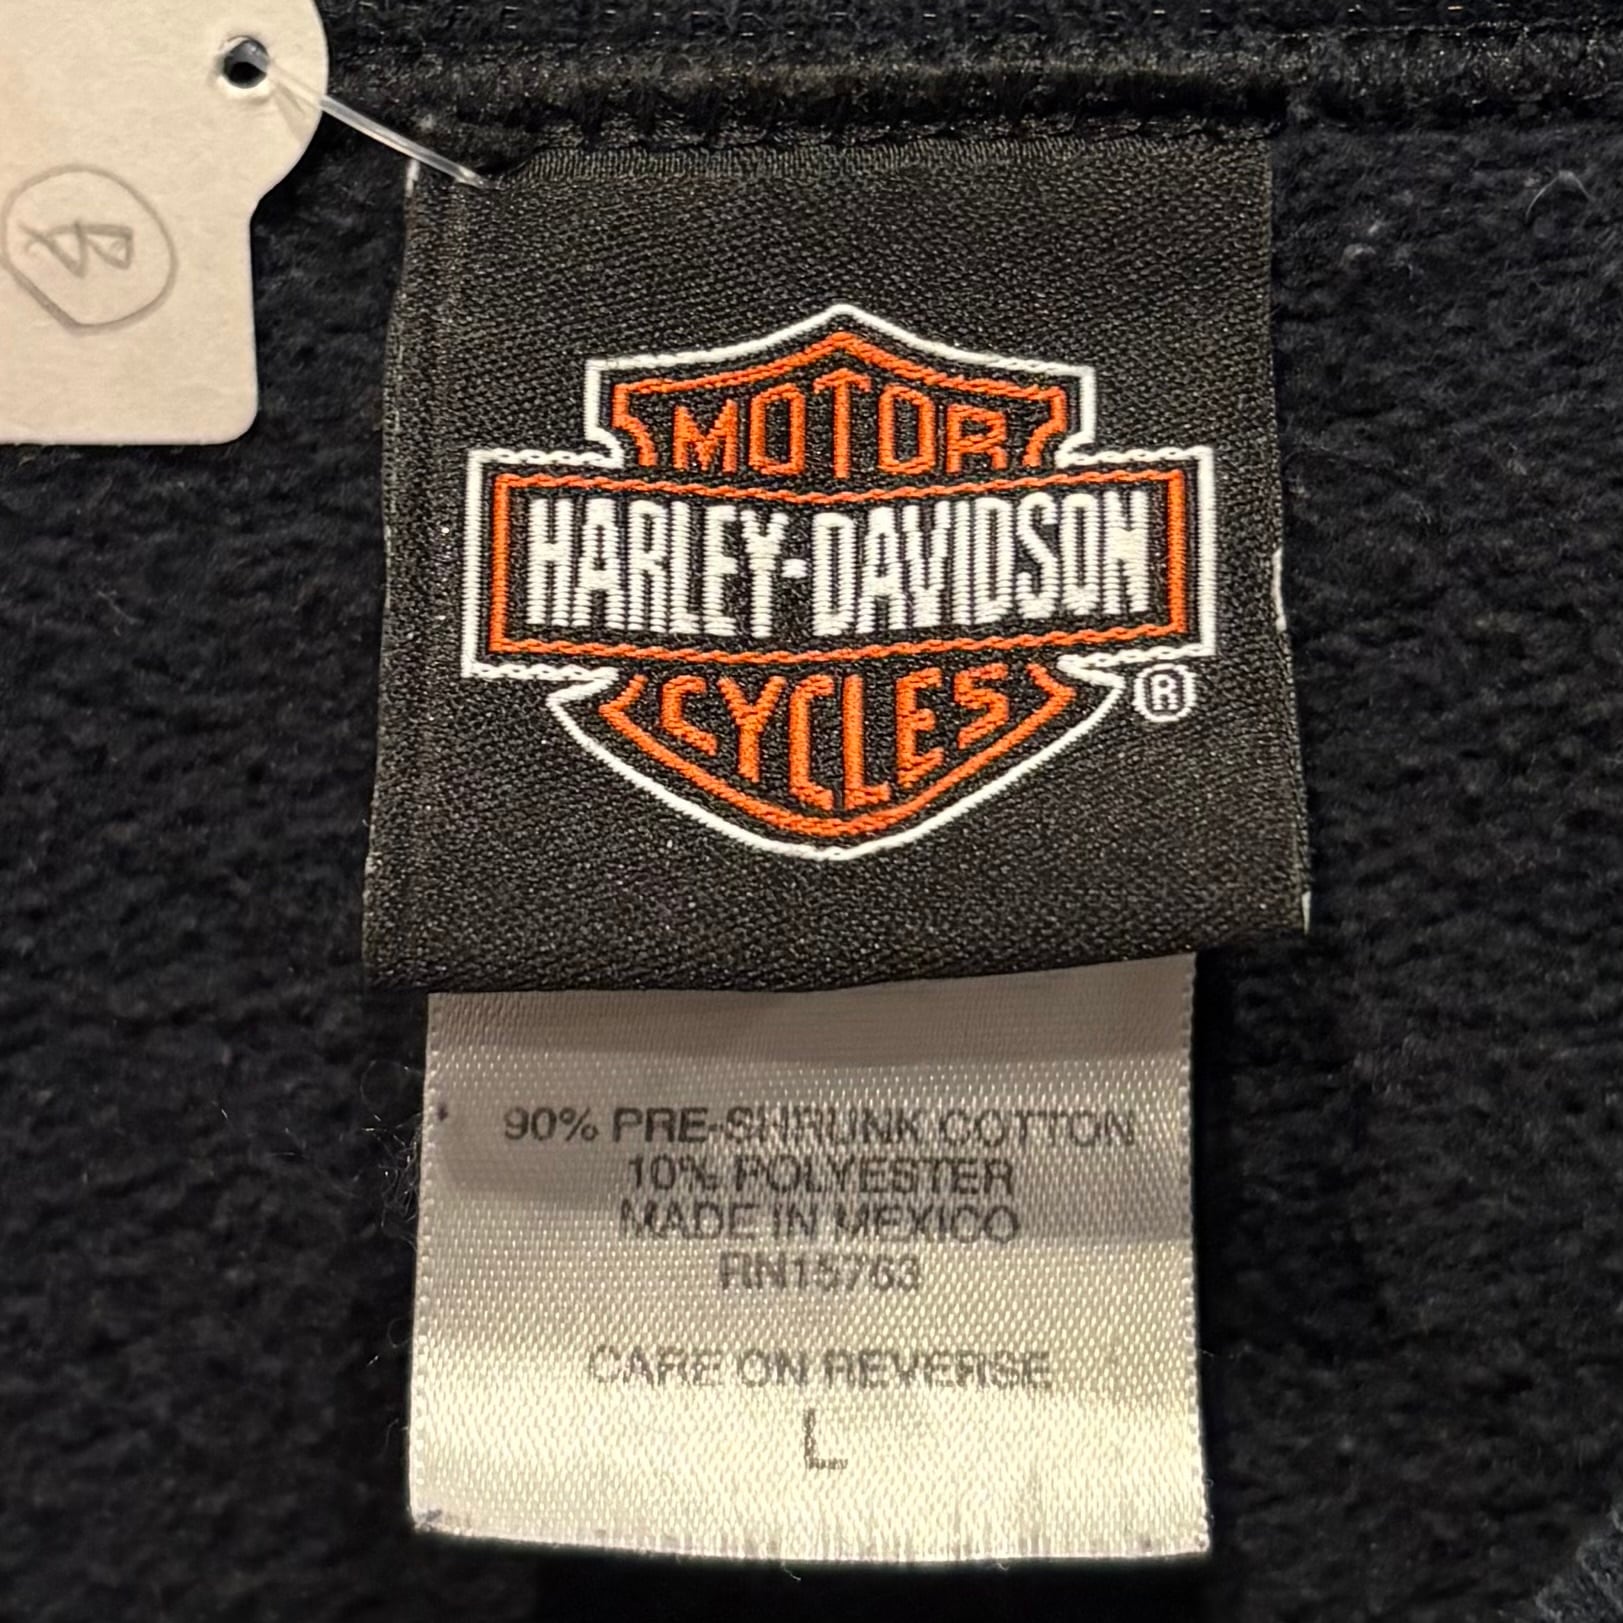 MOTOR
HARLEY-DAVIDSON
CYCLES
®
90% PRE-SHRUNK COTTON
10% POLYESTER
MADE IN MEXICO
RN15763
CARE ON REVERSE
L